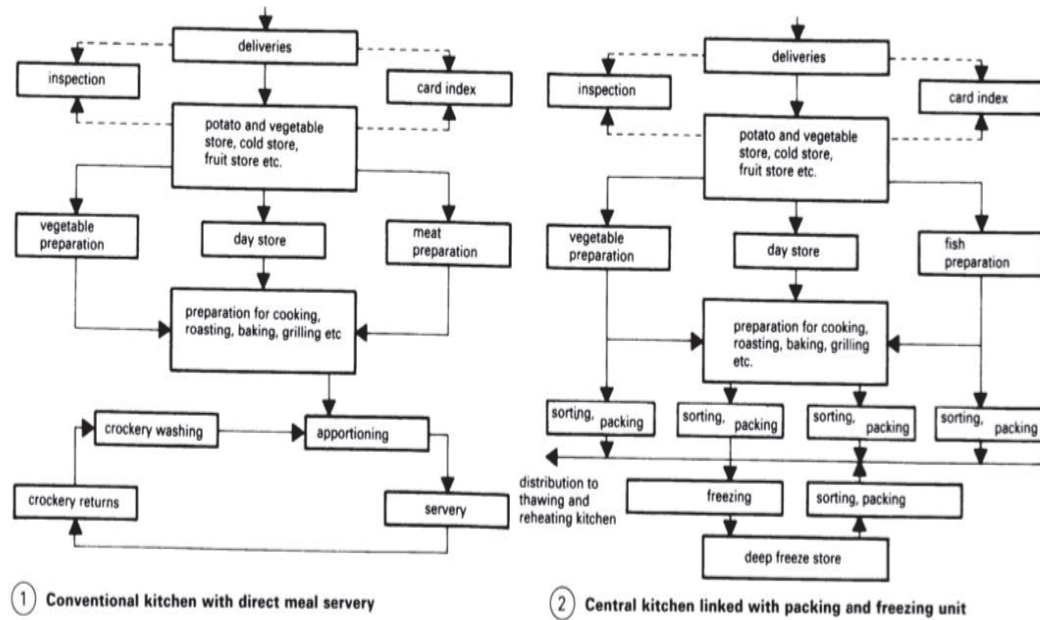 deliveries
inspection
card index
potato and vegetable
store, cold store,
fruit store etc.
vegetable
preparation
day store
meat
preparation
preparation for cooking,
roasting, baking, grilling etc
crockery washing
apportioning
crockery returns
servery
1 Conventional kitchen with direct meal servery
deliveries
inspection
card index
potato and vegetable
store, cold store,
fruit store etc.
vegetable
preparation
day store
fish
preparation
preparation for cooking,
roasting, baking, grilling
etc.
sorting,
packing
sorting,
packing
sorting,
packing
sorting,
packing
distribution to
thawing and
reheating kitchen
freezing
sorting, packing
deep freeze store
2 Central kitchen linked with packing and freezing unit